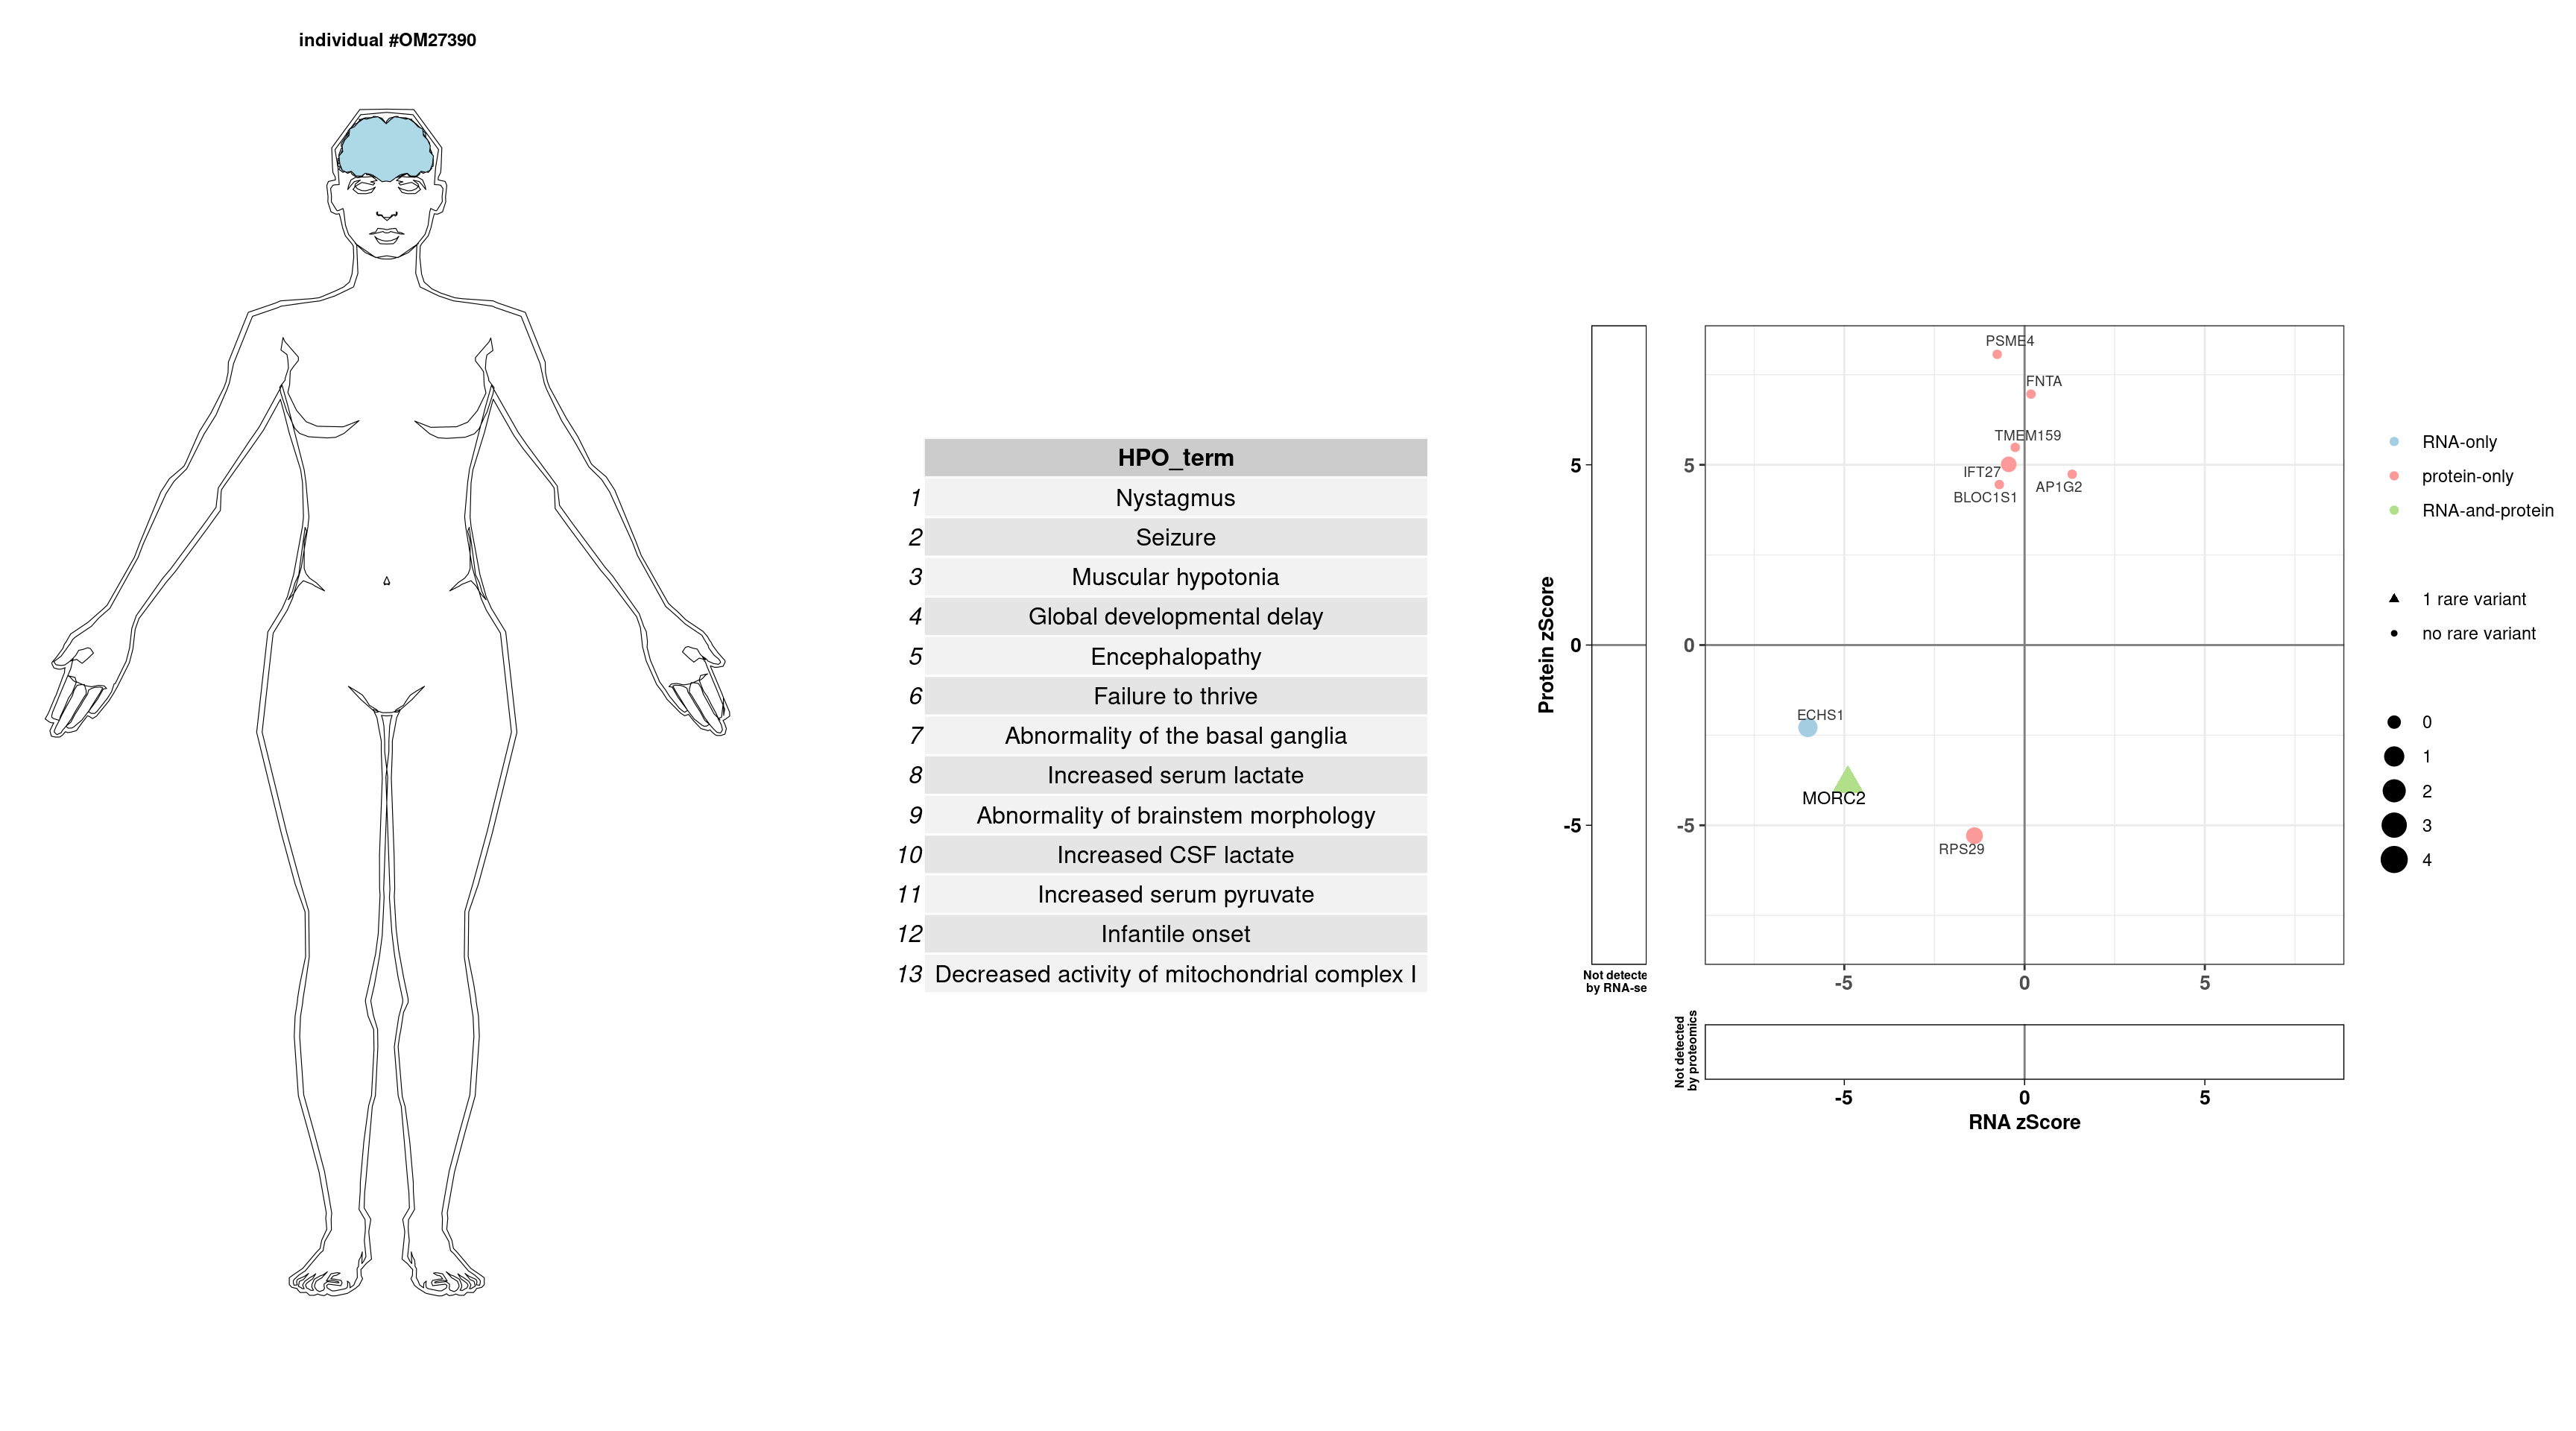 individual #OM27390
HPO_term
1 Nystagmus
2 Seizure
3 Muscular hypotonia
4 Global developmental delay
5 Encephalopathy
6 Failure to thrive
7 Abnormality of the basal ganglia
8 Increased serum lactate
9 Abnormality of brainstem morphology
10 Increased CSF lactate
11 Increased serum pyruvate
12 Infantile onset
13 Decreased activity of mitochondrial complex I
Protein zScore
5
0
-5
Not detecte
by RNA-se
5
0
-5
PSME4
FNTA
TMEM159
IFT27
AP1G2
BLOC1S1
ECHS1
MORC2
RPS29
-5 0 5
Not detected
by proteomics
-5 0 5
RNA zScore
RNA-only
protein-only
RNA-and-protein
1 rare variant
no rare variant
0
1
2
3
4